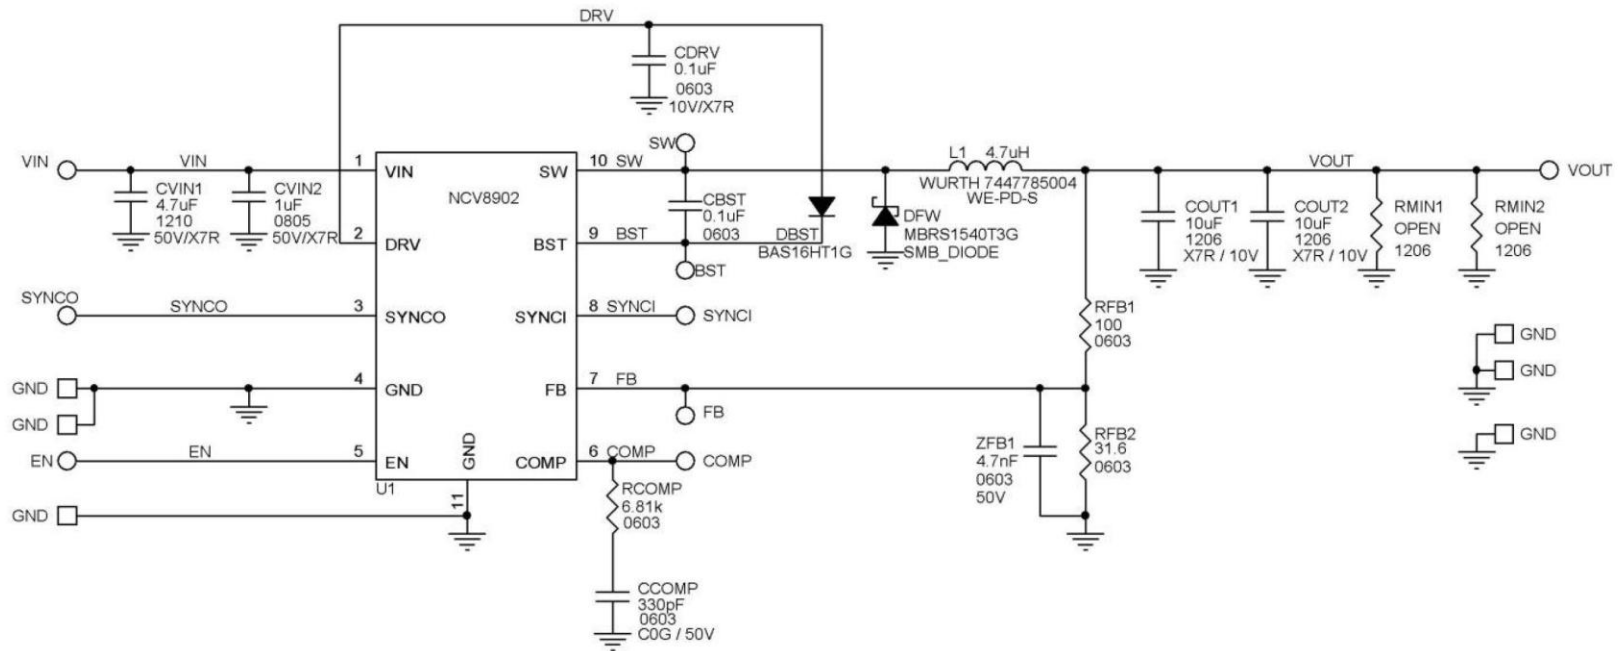 DRV
CDRV
0.1uF
0603
10V/X7R
VIN
VIN
CVIN1
4.7uF
1210
50V/X7R
CVIN2
1uF
0805
50V/X7R
1
VIN
2
DRV
NCV8902
SYNCO
SYNCO
3
SYNCO
GND
4
GND
GND
EN
EN
5
EN
U1
GND
11
GND
SW
10 SW
SW
BST
9 BST
CBST
0.1uF
0603
BST
DBST
BAS16HT1G
DFW
MBRS1540T3G
SMB_DIODE
SYNCI
8 SYNCI
SYNCI
FB
7 FB
FB
COMP
6 COMP
COMP
RCOMP
6.81k
0603
CCOMP
330pF
0603
C0G / 50V
L1 4.7uH
WURTH 7447785004
WE-PD-S
VOUT
VOUT
COUT1
10uF
1206
X7R / 10V
COUT2
10uF
1206
X7R / 10V
RMIN1
OPEN
1206
RMIN2
OPEN
1206
RFB1
100
0603
ZFB1
4.7nF
0603
50V
RFB2
31.6
0603
GND
GND
GND